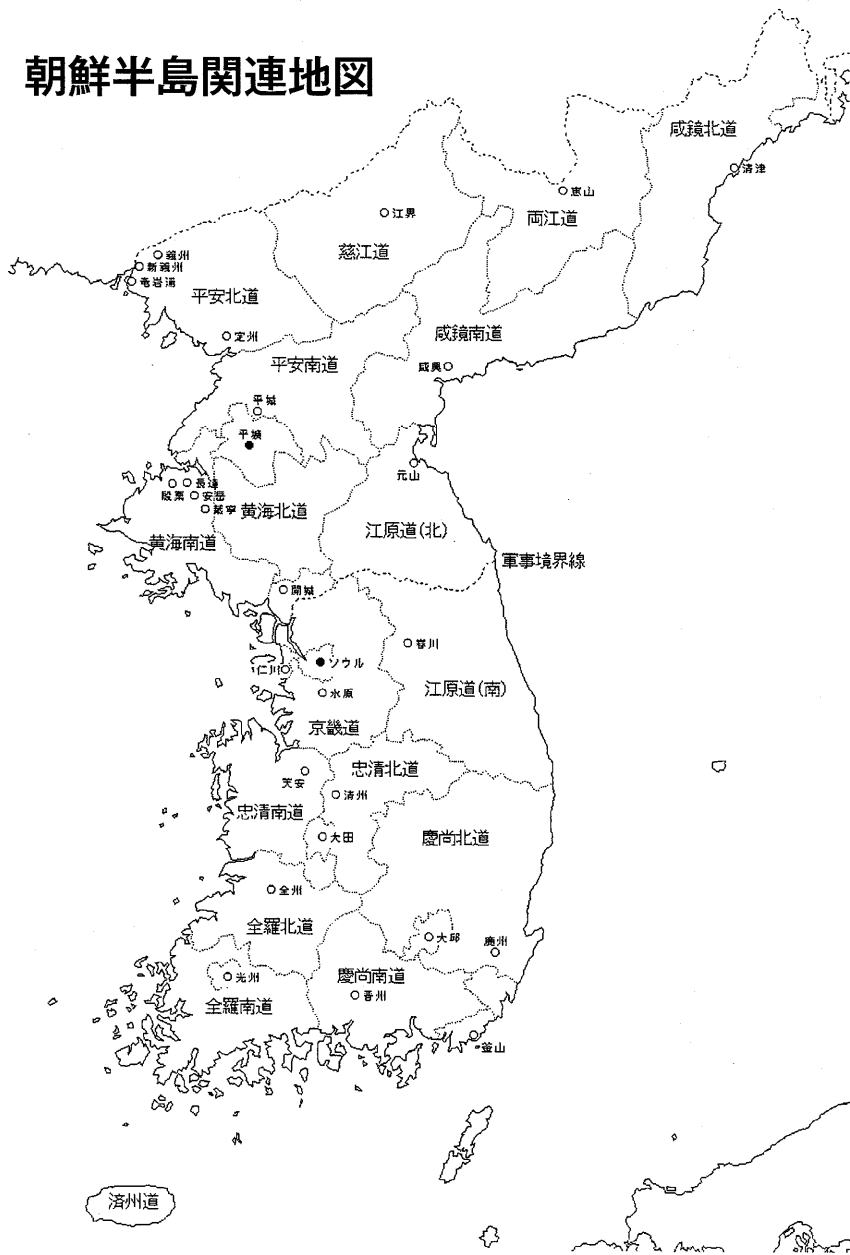 朝鮮半島関連地図
咸鏡北道
清津
恵山
両江道
江界
慈江道
義州
新義州
竜岩浦
平安北道
定州
咸鏡南道
咸興
平安南道
平城
平壌
元山
長連
殷栗
安岳
載寧
黄海北道
黄海南道
江原道(北)
軍事境界線
開城
春川
ソウル
仁川
江原道(南)
水原
京畿道
忠清北道
天安
清州
忠清南道
大田
慶尚北道
全州
全羅北道
大邱
慶州
光州
慶尚南道
晋州
全羅南道
釜山
済州道